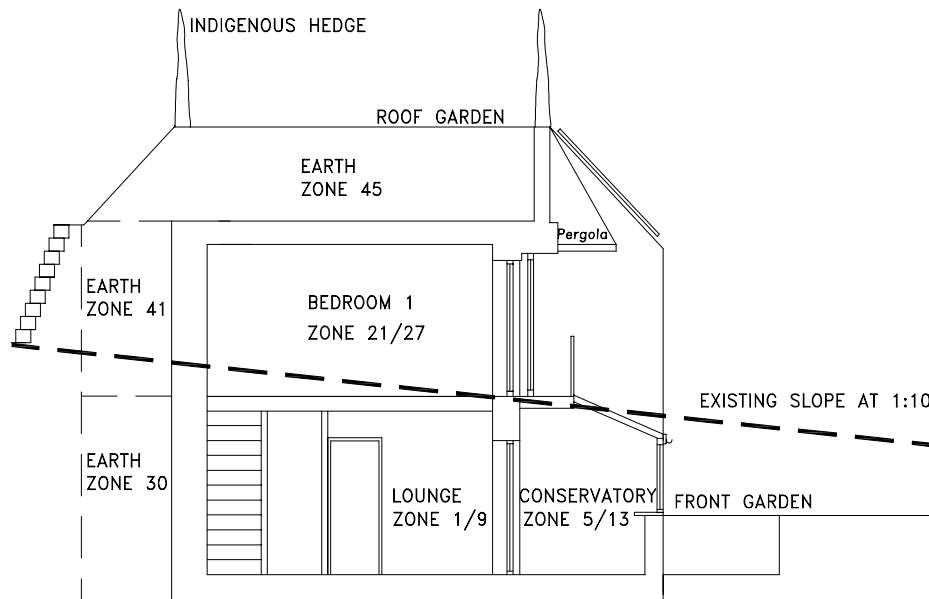 INDIGENOUS HEDGE
ROOF GARDEN
EARTH
ZONE 45
Pergola
EARTH
ZONE 41
BEDROOM 1
ZONE 21/27
EXISTING SLOPE AT 1:10
EARTH
ZONE 30
LOUNGE
ZONE 1/9
CONSERVATORY
ZONE 5/13
FRONT GARDEN